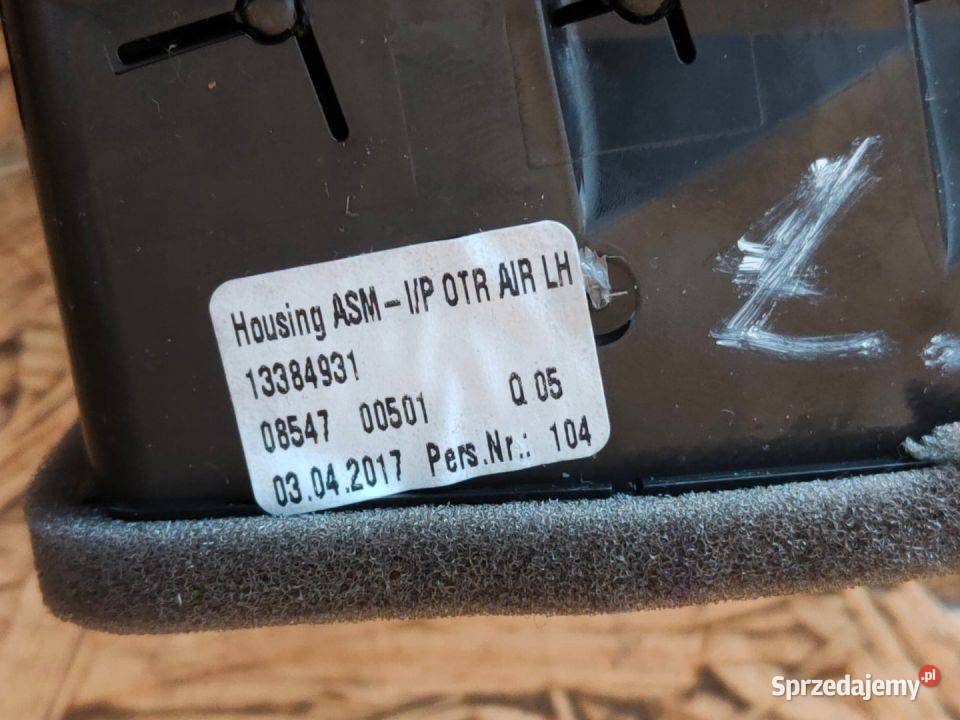 Housing ASM-I/P OTR AIR LH
13384931
08547 00501 Q 05
03.04.2017 Pers.Nr.: 104
Ł.
Sprzedajemy.pl